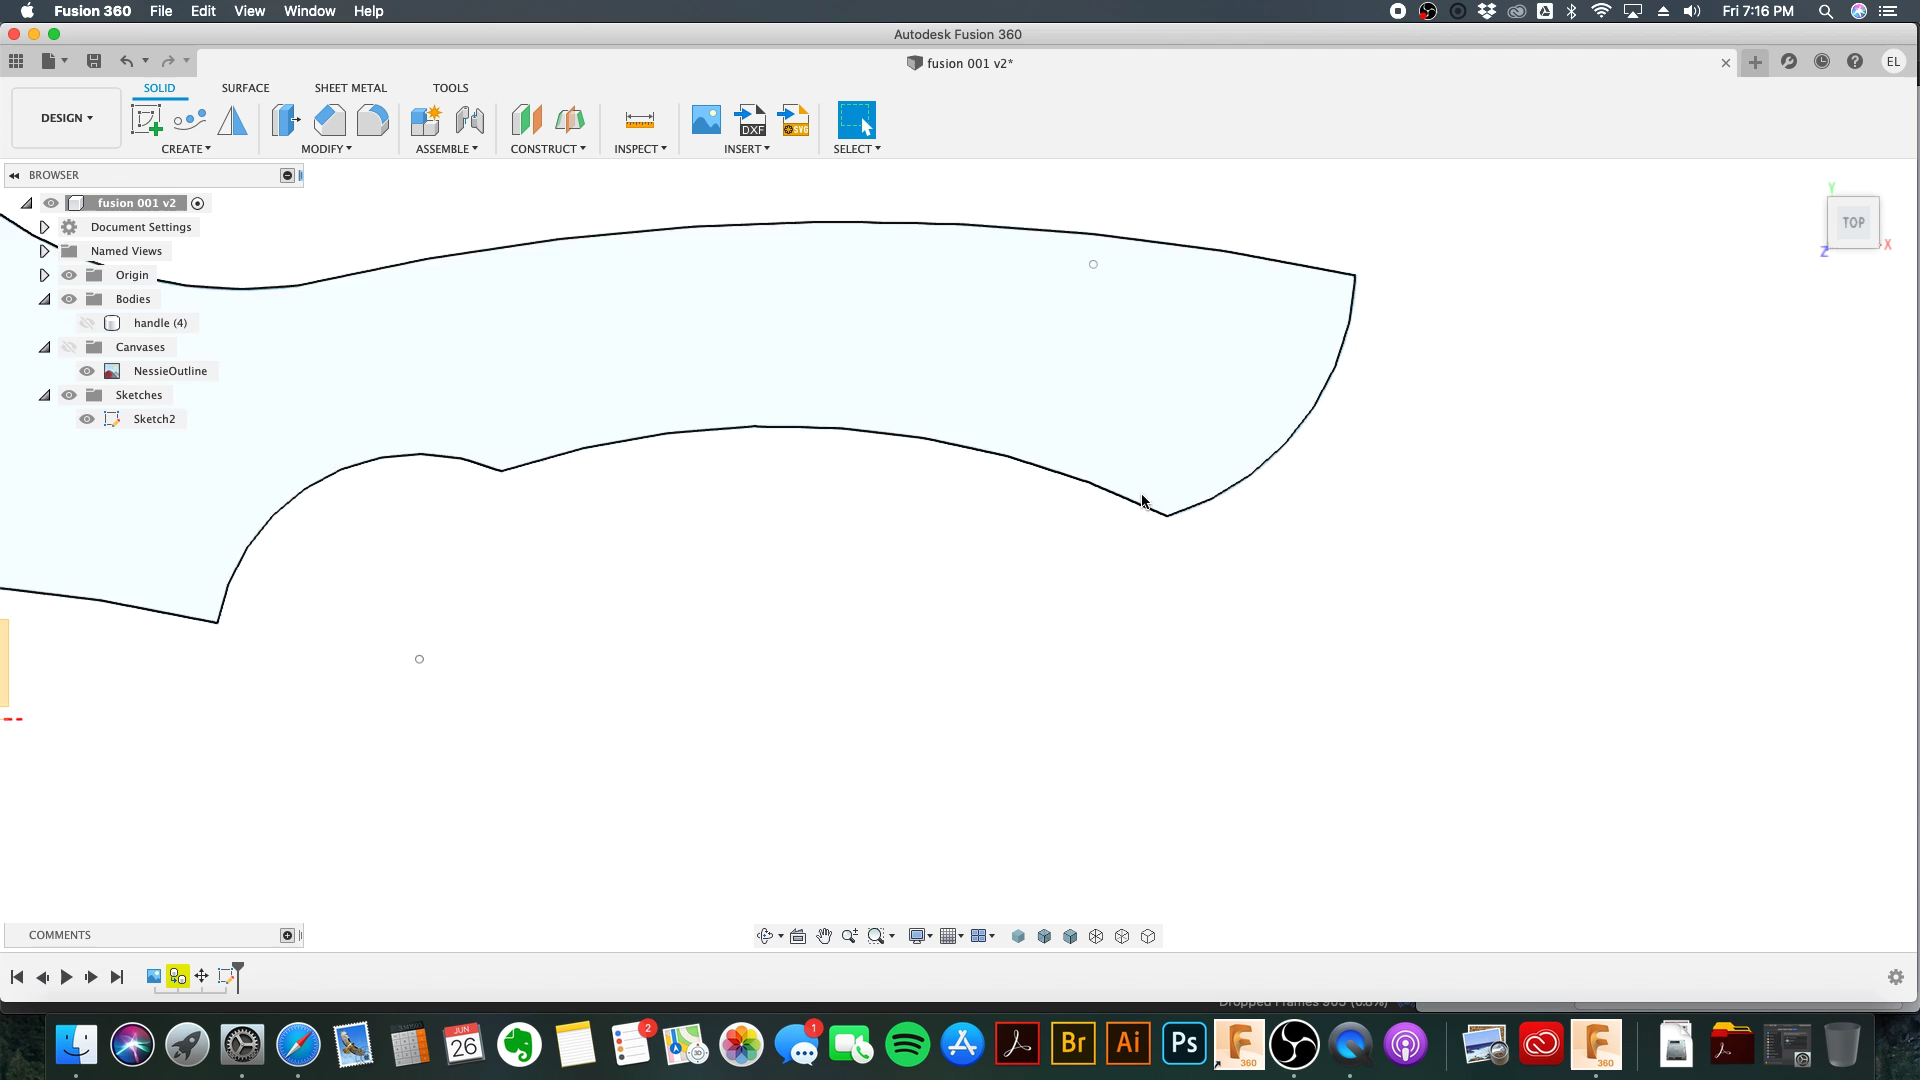 Fusion 360 File Edit View Window Help Fri 7:16 PM
Autodesk Fusion 360
fusion 001 v2* EL
SOLID SURFACE SHEET METAL TOOLS
DESIGN
DXF SVG
CREATE MODIFY ASSEMBLE CONSTRUCT INSPECT INSERT SELECT
BROWSER
fusion 001 v2
Document Settings
Named Views
Origin
Bodies
handle (4)
Canvases
NessieOutline
Sketches
Sketch2
Y
TOP
X
Z
COMMENTS
JUN
26 2 3D 1 Br Ai Ps 360 360